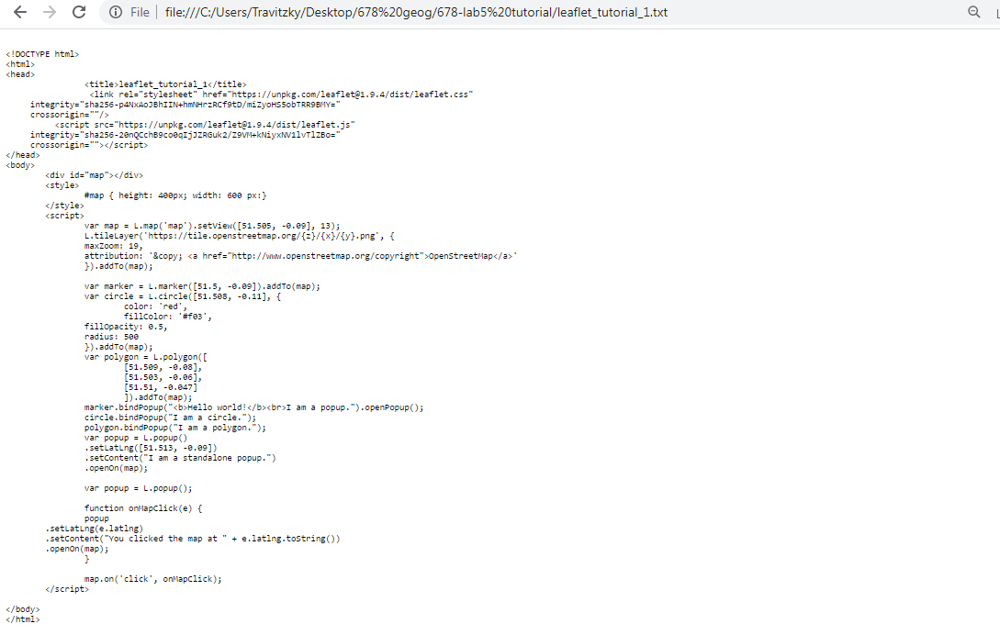 File | file:///C:/Users/Travitzky/Desktop/678%20geog/678-lab5%20tutorial/leaflet_tutorial_1.txt
<!DOCTYPE html>
<html>
<head>
<title>leaflet_tutorial_1</title>
<link rel="stylesheet" href="https://unpkg.com/leaflet@1.9.4/dist/leaflet.css"
integrity="sha256-p4NxAoJBhIIN+hmNHrzRCf9tD/miZyoHS5obTRR9BMY="
crossorigin=""/>
<script src="https://unpkg.com/leaflet@1.9.4/dist/leaflet.js"
integrity="sha256-20nQCchB9co0qIjJZRGuk2/Z9VM+kNiyxNV1lvTlZBo="
crossorigin=""></script>
</head>
<body>
<div id="map"></div>
<style>
#map { height: 400px; width: 600 px:}
</style>
<script>
var map = L.map('map').setView([51.505, -0.09], 13);
L.tileLayer('https://tile.openstreetmap.org/{z}/{x}/{y}.png', {
maxZoom: 19,
attribution: '&copy; <a href="http://www.openstreetmap.org/copyright">OpenStreetMap</a>'
}).addTo(map);
var marker = L.marker([51.5, -0.09]).addTo(map);
var circle = L.circle([51.508, -0.11], {
color: 'red',
fillColor: '#f03',
fillOpacity: 0.5,
radius: 500
}).addTo(map);
var polygon = L.polygon([
[51.509, -0.08],
[51.503, -0.06],
[51.51, -0.047]
]).addTo(map);
marker.bindPopup("<b>Hello world!</b><br>I am a popup.").openPopup();
circle.bindPopup("I am a circle.");
polygon.bindPopup("I am a polygon.");
var popup = L.popup()
.setLatLng([51.513, -0.09])
.setContent("I am a standalone popup.")
.openOn(map);
var popup = L.popup();
function onMapClick(e) {
popup
.setLatLng(e.latlng)
.setContent("You clicked the map at " + e.latlng.toString())
.openOn(map);
}
map.on('click', onMapClick);
</script>
</body>
</html>